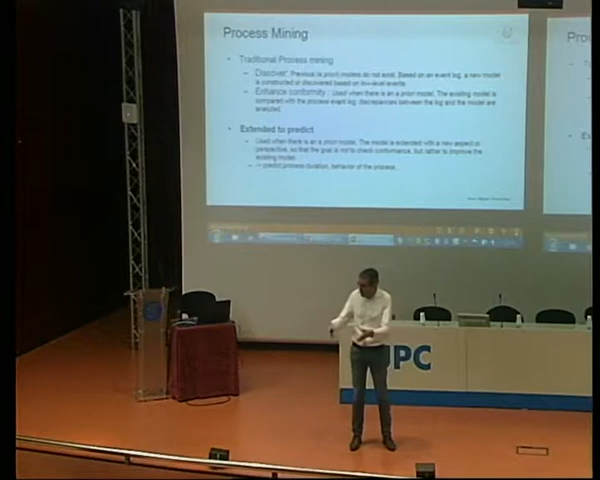 Process Mining
• Traditional Process mining
– Discover: Previous (a priori) models do not exist. Based on an event log, a new model
is constructed or discovered based on low-level events.
– Enhance conformity : Used when there is an a priori model. The existing model is
compared with the process event log; discrepancies between the log and the model are
analyzed.
• Extended to predict
– Used when there is an a priori model. The model is extended with a new aspect or
perspective, so that the goal is not to check conformance, but rather to improve the
existing model.
– -> predict process duration, behavior of the process.
Pro
PC